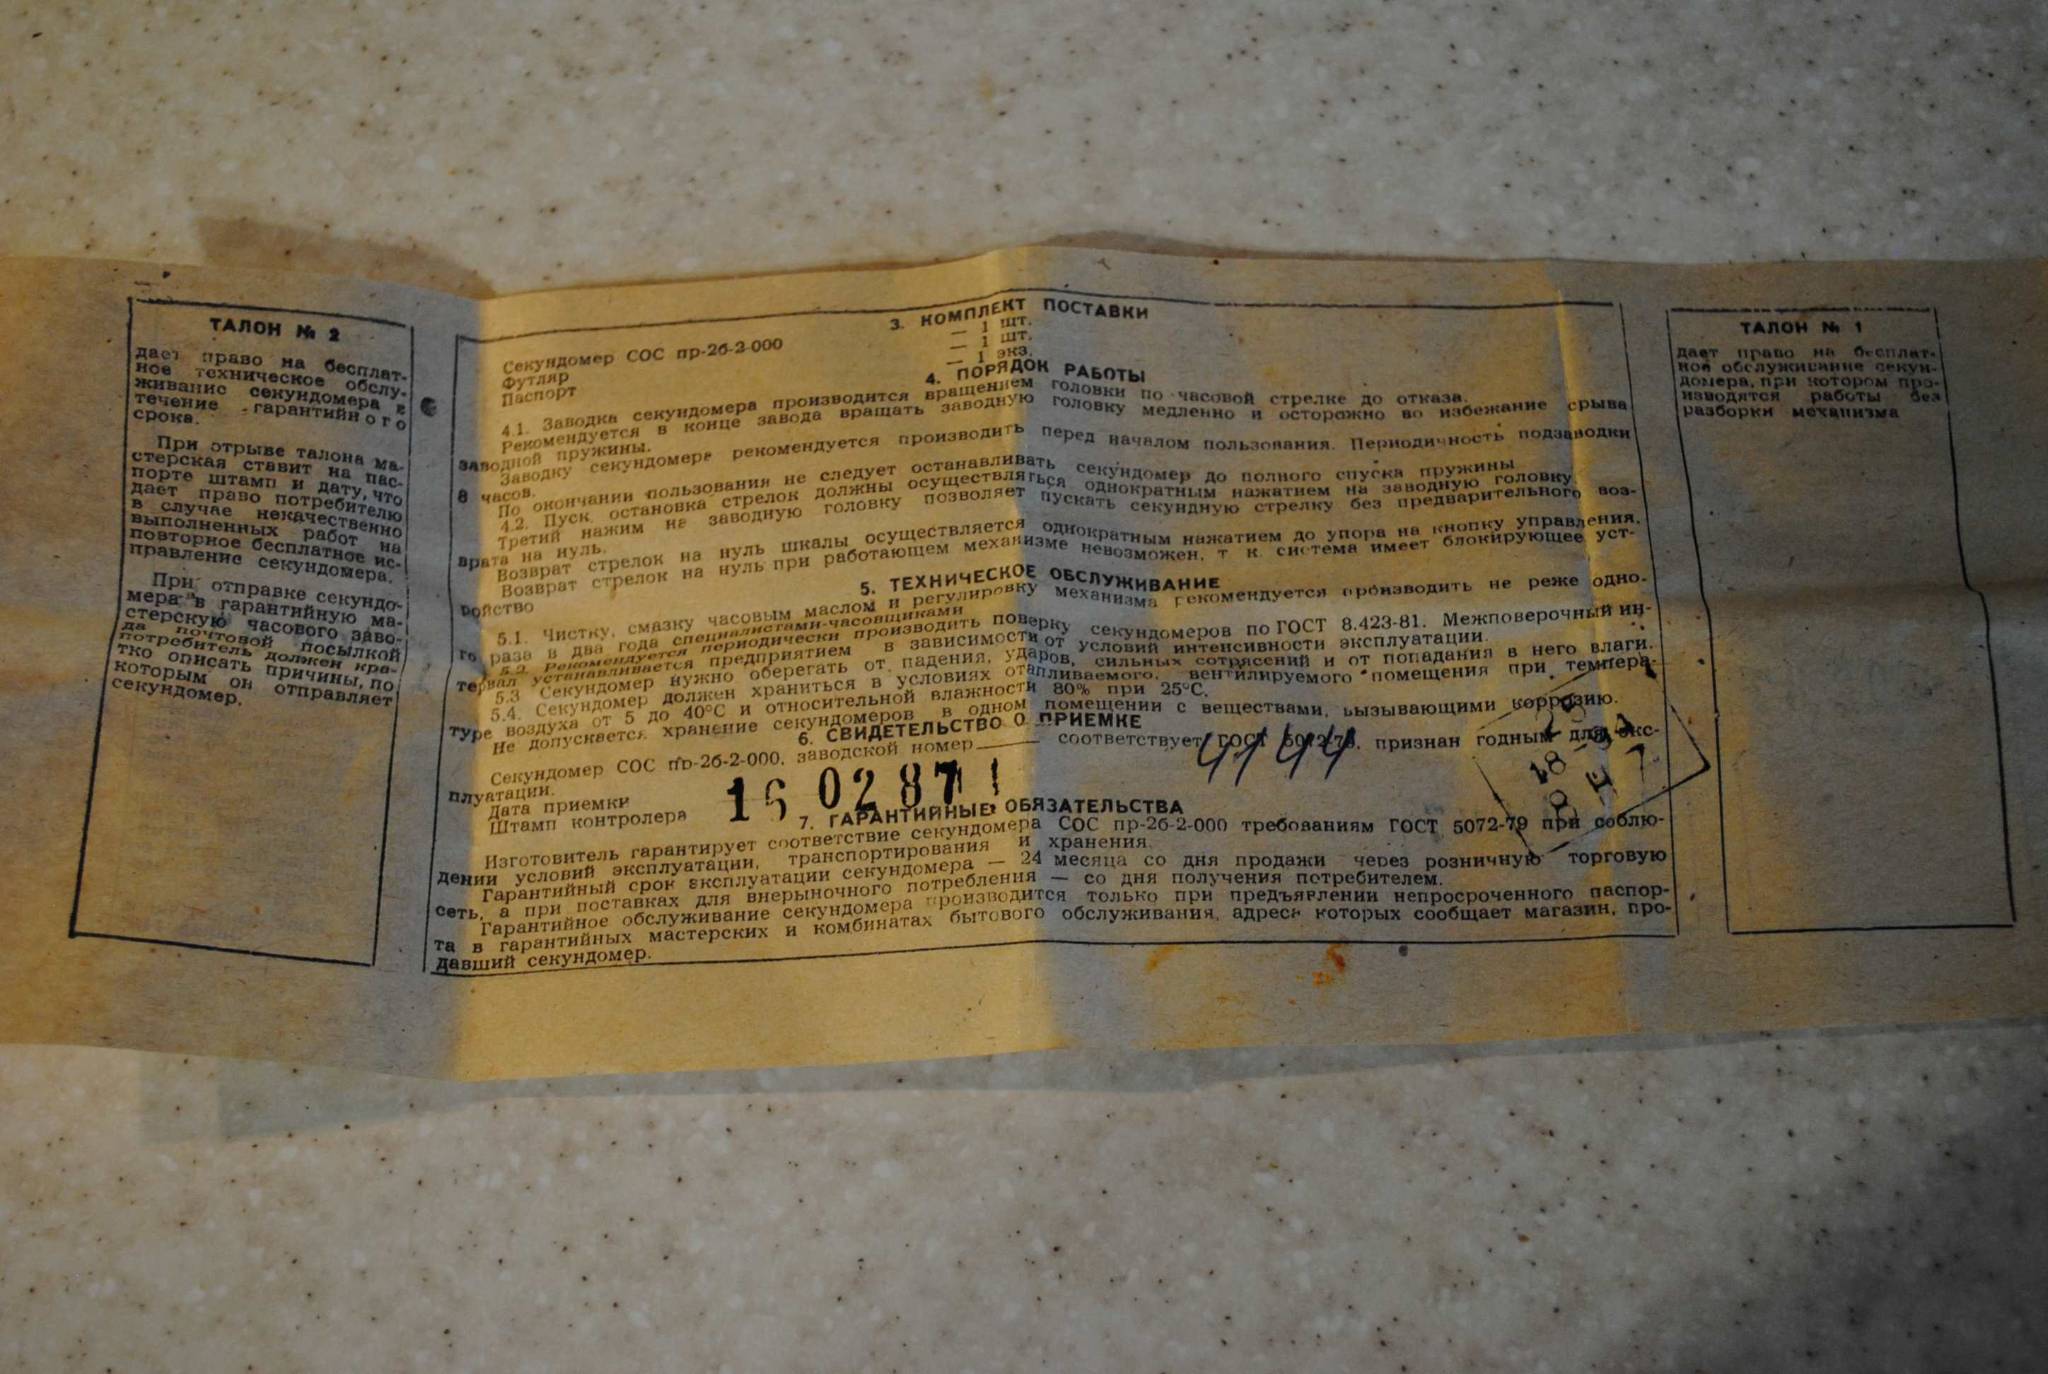 ТАЛОН № 2
дает право на бесплат-
ное техническое обслу-
живание секундомера в
течение гарантийного
срока.
При отрыве талона ма-
стерская ставит на пас-
порте штамп и дату, что
дает право потребителю
в случае некачественно
выполненных работ на
повторное бесплатное ис-
правление секундомера.
При отправке секундо-
мера в гарантийную ма-
стерскую часового заво-
да почтовой посылкой
потребитель должен кра-
тко описать причины, по
которым он отправляет
секундомер.
3. КОМПЛЕКТ ПОСТАВКИ
Секундомер СОС пр-2б-2-000 — 1 шт.
Футляр — 1 шт.
Паспорт — 1 экз.
4. ПОРЯДОК РАБОТЫ
4.1. Заводка секундомера производится вращением головки по часовой стрелке до отказа.
Рекомендуется в конце завода вращать заводную головку медленно и осторожно во избежание срыва
заводной пружины.
Заводку секундомера рекомендуется производить перед началом пользования. Периодичность подзаводки
8 часов.
По окончании пользования не следует останавливать секундомер до полного спуска пружины
4.2. Пуск, остановка стрелок должны осуществляться однократным нажатием на заводную головку.
Третий нажим на заводную головку позволяет пускать секундную стрелку без предварительного воз-
врата на нуль.
Возврат стрелок на нуль шкалы осуществляется однократным нажатием до упора на кнопку управления.
Возврат стрелок на нуль при работающем механизме невозможен, т к. система имеет блокирующее уст-
ройство
5. ТЕХНИЧЕСКОЕ ОБСЛУЖИВАНИЕ
5.1. Чистку, смазку часовым маслом и регулировку механизма рекомендуется производить не реже одно-
го раза в два года специалистами-часовщиками
5.2. Рекомендуется периодически производить поверку секундомеров по ГОСТ 8.423-81. Межповерочный ин-
тервал устанавливается предприятием в зависимости от условий интенсивности эксплуатации.
5.3 Секундомер нужно оберегать от падения, ударов, сильных сотрясений и от попадания в него влаги.
5.4. Секундомер должен храниться в условиях отапливаемого, вентилируемого помещения при темпера-
туре воздуха от 5 до 40°С и относительной влажности 80% при 25°С.
Не допускается хранение секундомеров в одном помещении с веществами, вызывающими коррозию.
6. СВИДЕТЕЛЬСТВО О ПРИЕМКЕ
Секундомер СОС пр-2б-2-000, заводской номер соответствует ГОСТ 5072-79, признан годным для экс-
плуатации.
4144
Дата приемки 16 02 87
Штамп контролера
7. ГАРАНТИЙНЫЕ ОБЯЗАТЕЛЬСТВА
Изготовитель гарантирует соответствие секундомера СОС пр-2б-2-000 требованиям ГОСТ 5072-79 при соблю-
дении условий эксплуатации, транспортирования и хранения.
Гарантийный срок эксплуатации секундомера — 24 месяца со дня продажи через розничную торговую
сеть, а при поставках для внерыночного потребления — со дня получения потребителем.
Гарантийное обслуживание секундомера производится только при предъявлении непросроченного паспор-
та в гарантийных мастерских и комбинатах бытового обслуживания, адреса которых сообщает магазин, про-
давший секундомер.
ТАЛОН № 1
дает право на бесплат-
ное обслуживание секун-
домера, при котором про-
изводятся работы без
разборки механизма